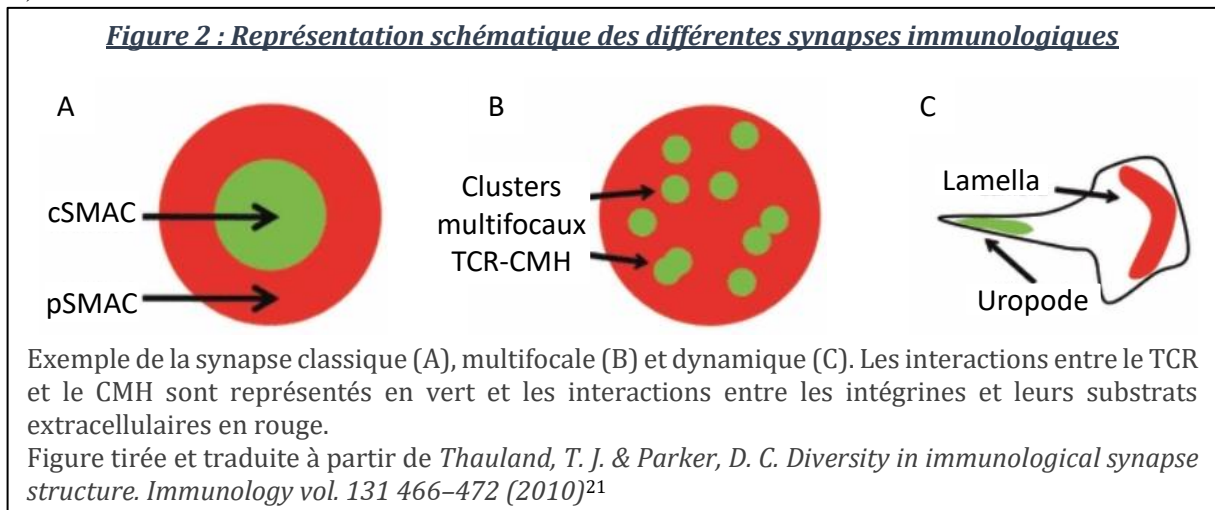 Figure 2 : Représentation schématique des différentes synapses immunologiques
A
B
C
cSMAC
pSMAC
Clusters
multifocaux
TCR-CMH
Lamella
Uropode
Exemple de la synapse classique (A), multifocale (B) et dynamique (C). Les interactions entre le TCR
et le CMH sont représentés en vert et les interactions entre les intégrines et leurs substrats
extracellulaires en rouge.
Figure tirée et traduite à partir de Thauland, T. J. & Parker, D. C. Diversity in immunological synapse
structure. Immunology vol. 131 466–472 (2010)21